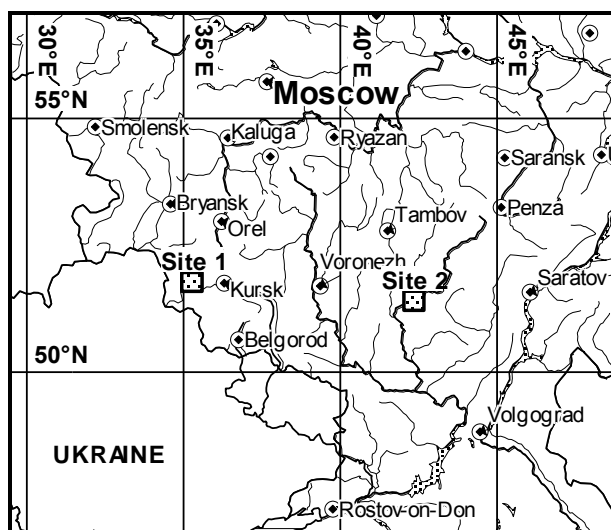 30°E
35°E
40°E
45°E
55°N
Moscow
Smolensk
Kaluga
Ryazan
Saransk
Bryansk
Orel
Tambov
Penza
Site 1
Kursk
Voronezh
Site 2
Saratov
Belgorod
50°N
Volgograd
UKRAINE
Rostov-on-Don